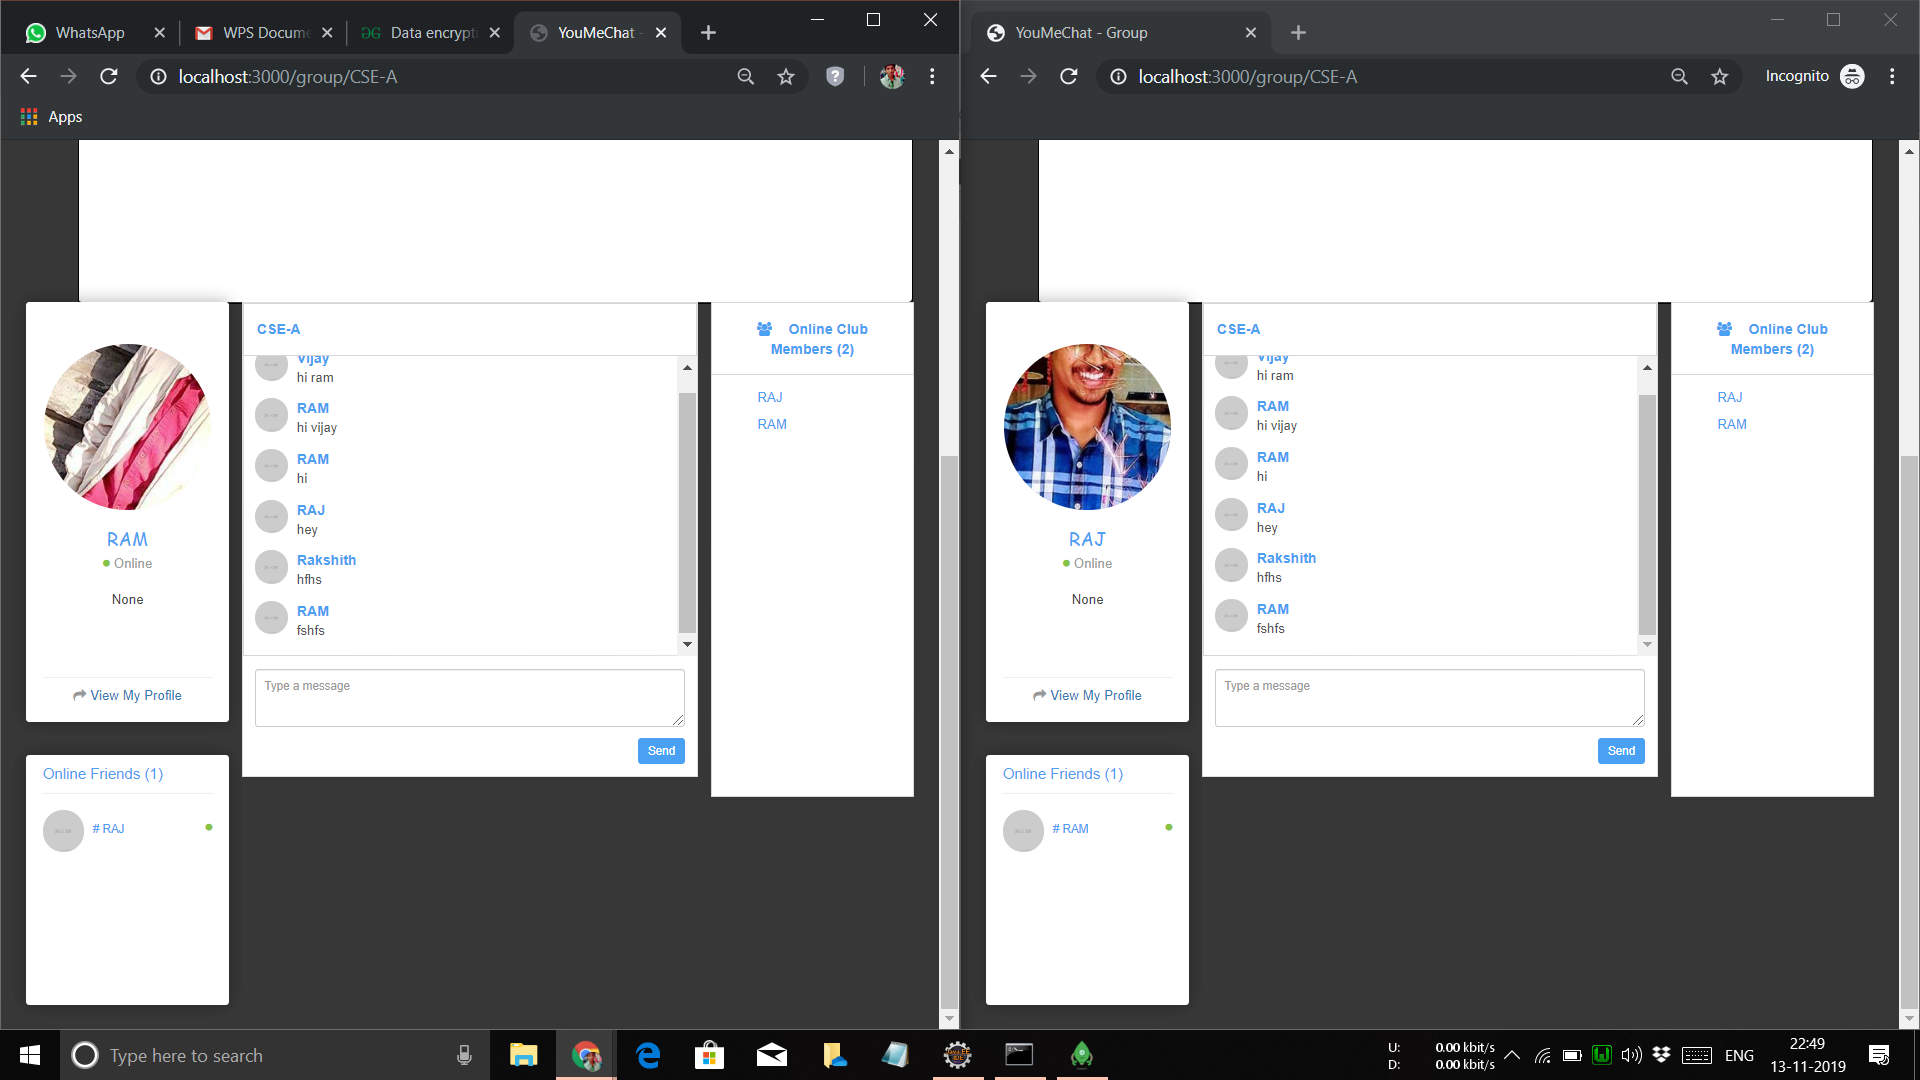 WhatsApp
WPS Docume
Data encrypti
YouMeChat -
localhost:3000/group/CSE-A
Apps
CSE-A
Vijay
hi ram
RAM
hi vijay
RAM
hi
RAJ
hey
Rakshith
hfhs
RAM
fshfs
Type a message
Send
Online Club
Members (2)
RAJ
RAM
RAM
Online
None
View My Profile
Online Friends (1)
# RAJ
YouMeChat - Group
localhost:3000/group/CSE-A
Incognito
CSE-A
Vijay
hi ram
RAM
hi vijay
RAM
hi
RAJ
hey
Rakshith
hfhs
RAM
fshfs
Type a message
Send
Online Club
Members (2)
RAJ
RAM
RAJ
Online
None
View My Profile
Online Friends (1)
# RAM
Type here to search
U: 0.00 kbit/s
D: 0.00 kbit/s
ENG
22:49
13-11-2019